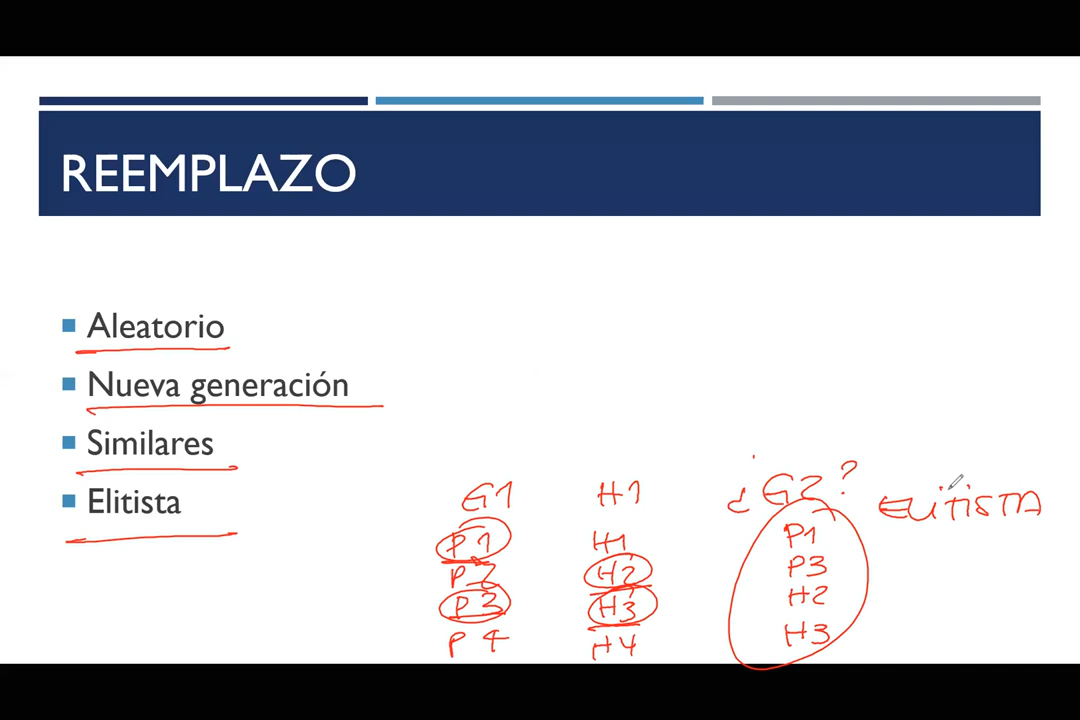 REEMPLAZO
Aleatorio
Nueva generación
Similares
Elitista
G1 H1 ¿G2? ELITISTA
P1 H1 P1
P2 H2 P3
P3 H3 H2
P4 H4 H3